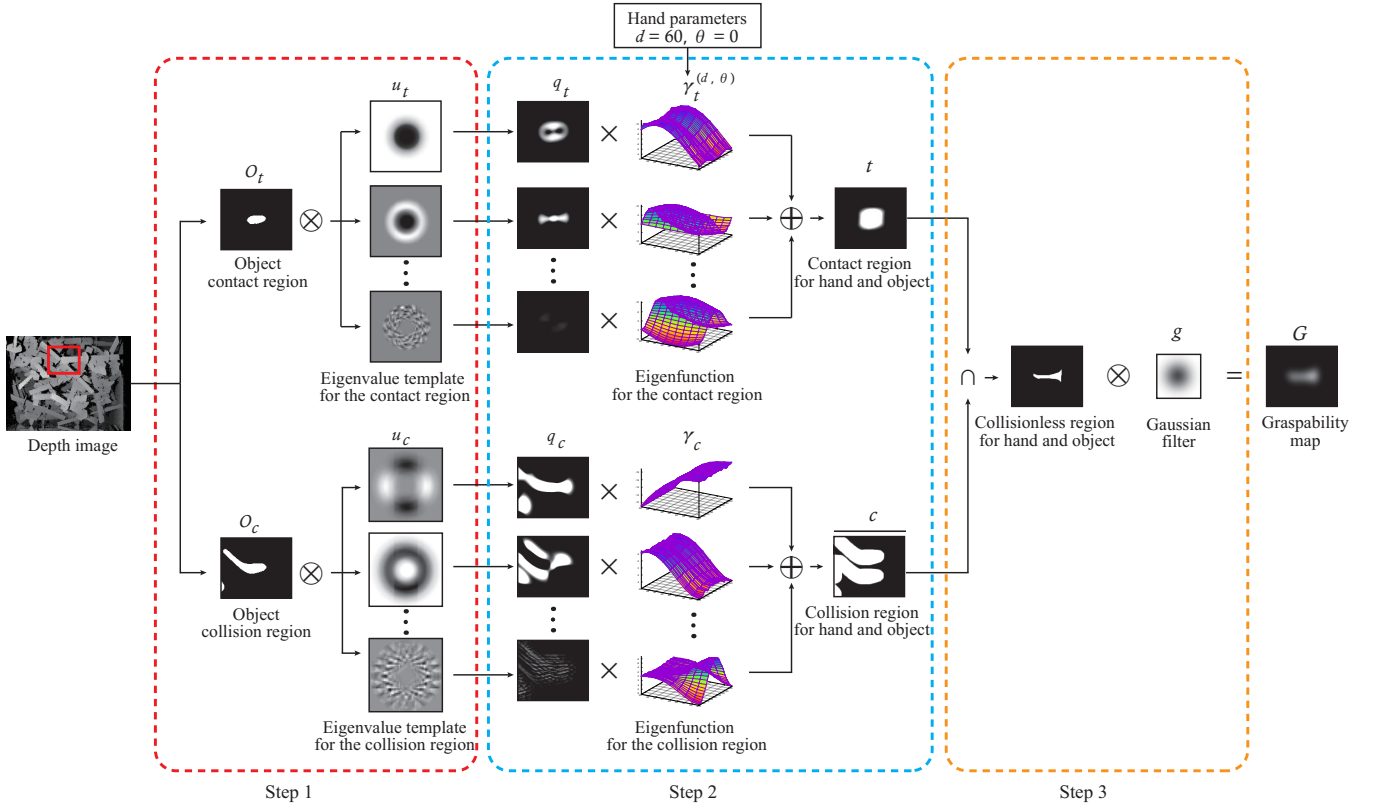 Hand parameters
d = 60, θ = 0
u_t
q_t
γ_t^(d, θ)
O_t
t
Object
contact region
Contact region
for hand and object
Eigenvalue template
for the contact region
Eigenfunction
for the contact region
g
G
∩
=
Depth image
Collisionless region
for hand and object
Gaussian
filter
Graspability
map
u_c
q_c
γ_c
O_c
c
Object
collision region
Collision region
for hand and object
Eigenvalue template
for the collision region
Eigenfunction
for the collision region
Step 1
Step 2
Step 3